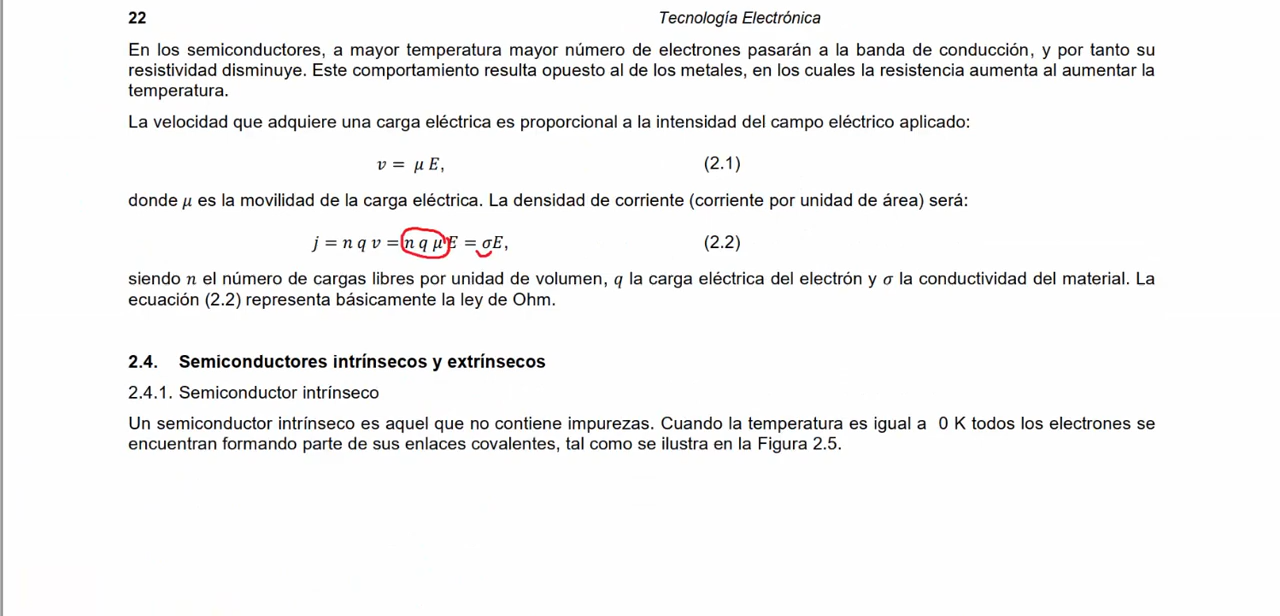 22 Tecnología Electrónica
En los semiconductores, a mayor temperatura mayor número de electrones pasarán a la banda de conducción, y por tanto su
resistividad disminuye. Este comportamiento resulta opuesto al de los metales, en los cuales la resistencia aumenta al aumentar la
temperatura.
La velocidad que adquiere una carga eléctrica es proporcional a la intensidad del campo eléctrico aplicado:
v = μ E, (2.1)
donde μ es la movilidad de la carga eléctrica. La densidad de corriente (corriente por unidad de área) será:
j = n q v = n q μ E = σE, (2.2)
siendo n el número de cargas libres por unidad de volumen, q la carga eléctrica del electrón y σ la conductividad del material. La
ecuación (2.2) representa básicamente la ley de Ohm.
2.4. Semiconductores intrínsecos y extrínsecos
2.4.1. Semiconductor intrínseco
Un semiconductor intrínseco es aquel que no contiene impurezas. Cuando la temperatura es igual a 0 K todos los electrones se
encuentran formando parte de sus enlaces covalentes, tal como se ilustra en la Figura 2.5.